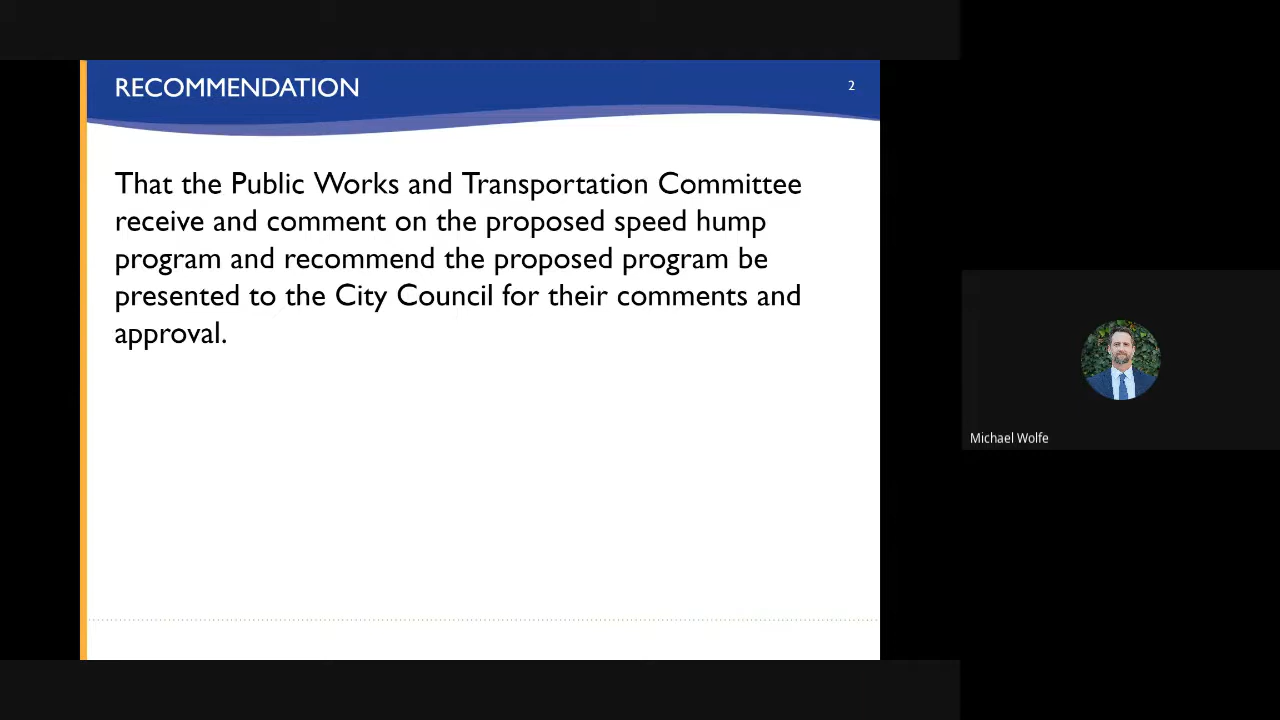 RECOMMENDATION
2
That the Public Works and Transportation Committee
receive and comment on the proposed speed hump
program and recommend the proposed program be
presented to the City Council for their comments and
approval.
Michael Wolfe